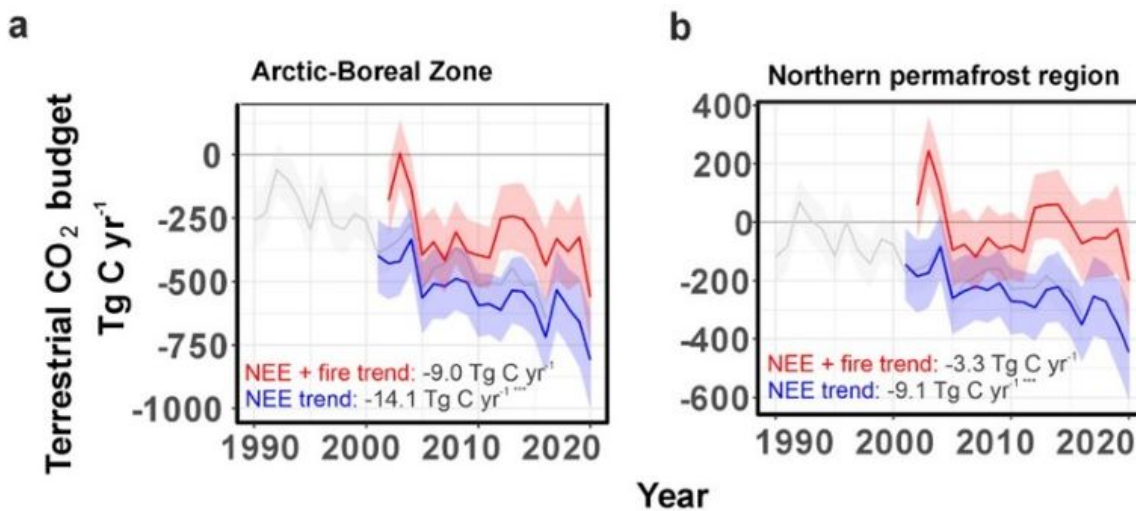 a
Arctic-Boreal Zone
Terrestrial CO₂ budget
Tg C yr⁻¹
0
-250
-500
-750
-1000
NEE + fire trend: -9.0 Tg C yr⁻¹
NEE trend: -14.1 Tg C yr⁻¹ ***
1990 2000 2010 2020
b
Northern permafrost region
400
200
0
-200
-400
-600
NEE + fire trend: -3.3 Tg C yr⁻¹
NEE trend: -9.1 Tg C yr⁻¹ ***
1990 2000 2010 2020
Year